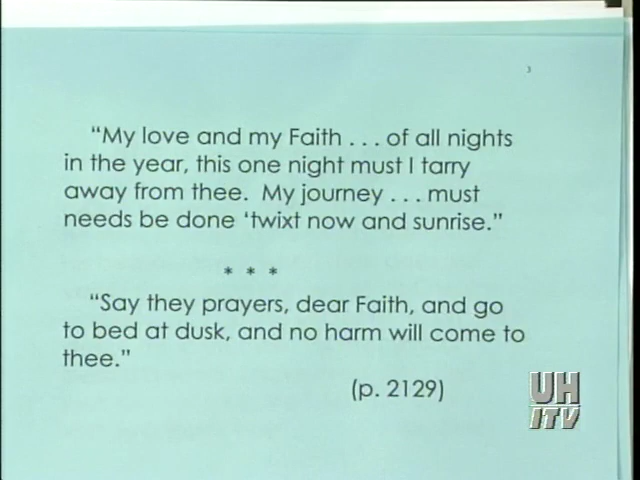 “My love and my Faith . . . of all nights
in the year, this one night must I tarry
away from thee. My journey . . . must
needs be done ‘twixt now and sunrise.”
* * *
“Say they prayers, dear Faith, and go
to bed at dusk, and no harm will come to
thee.”
(p. 2129)
UH
ITV